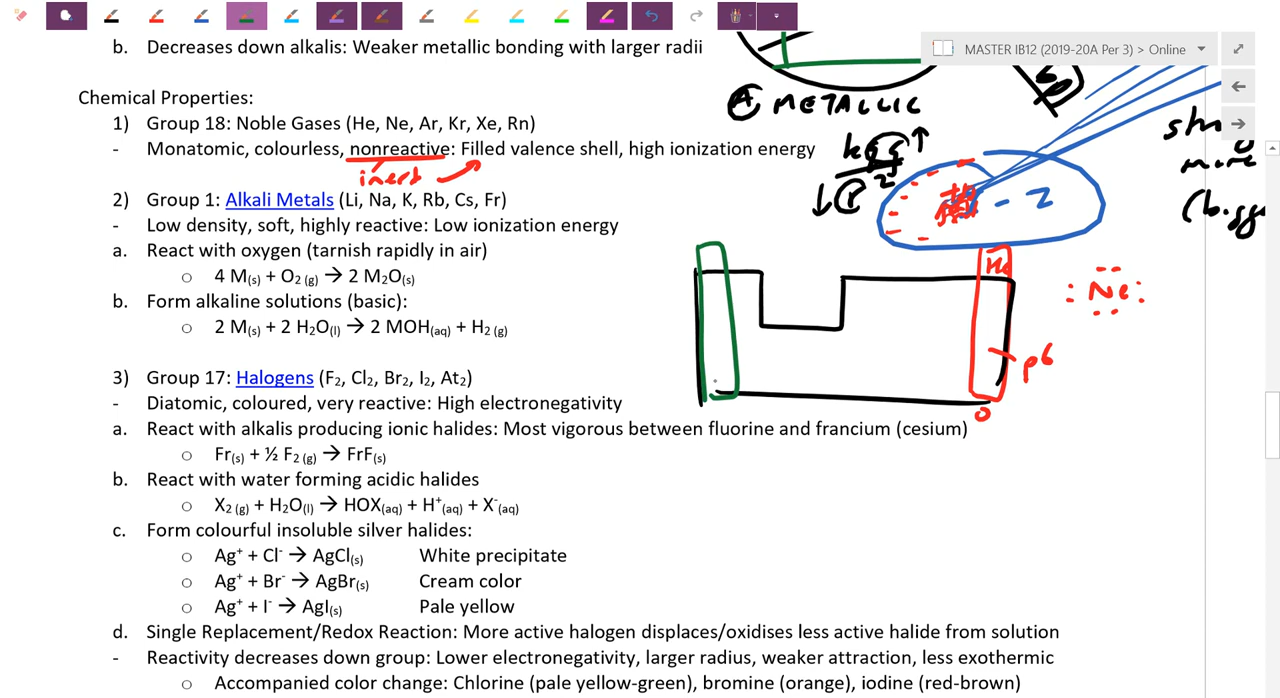 b. Decreases down alkalis: Weaker metallic bonding with larger radii
MASTER IB12 (2019-20A Per 3) > Online
METALLIC
Chemical Properties:
1) Group 18: Noble Gases (He, Ne, Ar, Kr, Xe, Rn)
- Monatomic, colourless, nonreactive: Filled valence shell, high ionization energy
inert
2) Group 1: Alkali Metals (Li, Na, K, Rb, Cs, Fr)
- Low density, soft, highly reactive: Low ionization energy
a. React with oxygen (tarnish rapidly in air)
○ 4 M(s) + O2 (g) → 2 M2O(s)
b. Form alkaline solutions (basic):
○ 2 M(s) + 2 H2O(l) → 2 MOH(aq) + H2 (g)
- 2
He
:Ne:
p6
0
3) Group 17: Halogens (F2, Cl2, Br2, I2, At2)
- Diatomic, coloured, very reactive: High electronegativity
a. React with alkalis producing ionic halides: Most vigorous between fluorine and francium (cesium)
○ Fr(s) + ½ F2 (g) → FrF(s)
b. React with water forming acidic halides
○ X2 (g) + H2O(l) → HOX(aq) + H+(aq) + X-(aq)
c. Form colourful insoluble silver halides:
○ Ag+ + Cl- → AgCl(s) White precipitate
○ Ag+ + Br- → AgBr(s) Cream color
○ Ag+ + I- → AgI(s) Pale yellow
d. Single Replacement/Redox Reaction: More active halogen displaces/oxidises less active halide from solution
- Reactivity decreases down group: Lower electronegativity, larger radius, weaker attraction, less exothermic
○ Accompanied color change: Chlorine (pale yellow-green), bromine (orange), iodine (red-brown)